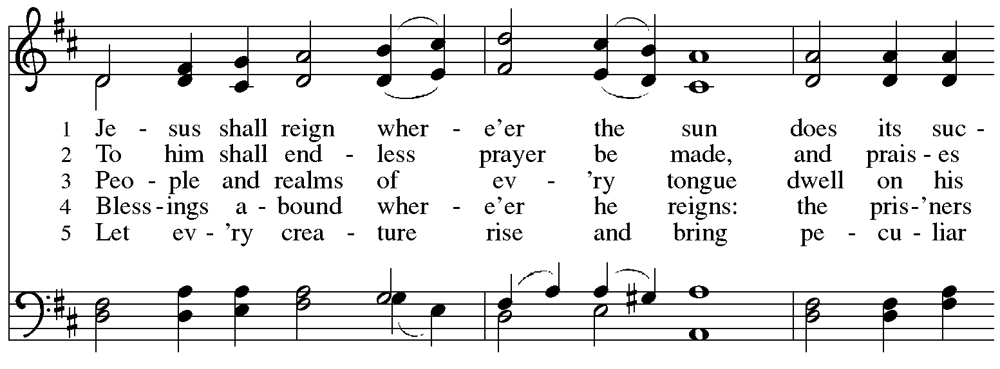 1 Je - sus shall reign wher - e'er the sun does its suc -
2 To him shall end - less prayer be made, and prais - es
3 Peo - ple and realms of ev - 'ry tongue dwell on his
4 Bless - ings a - bound wher - e'er he reigns: the pris - 'ners
5 Let ev - 'ry crea - ture rise and bring pe - cu - liar